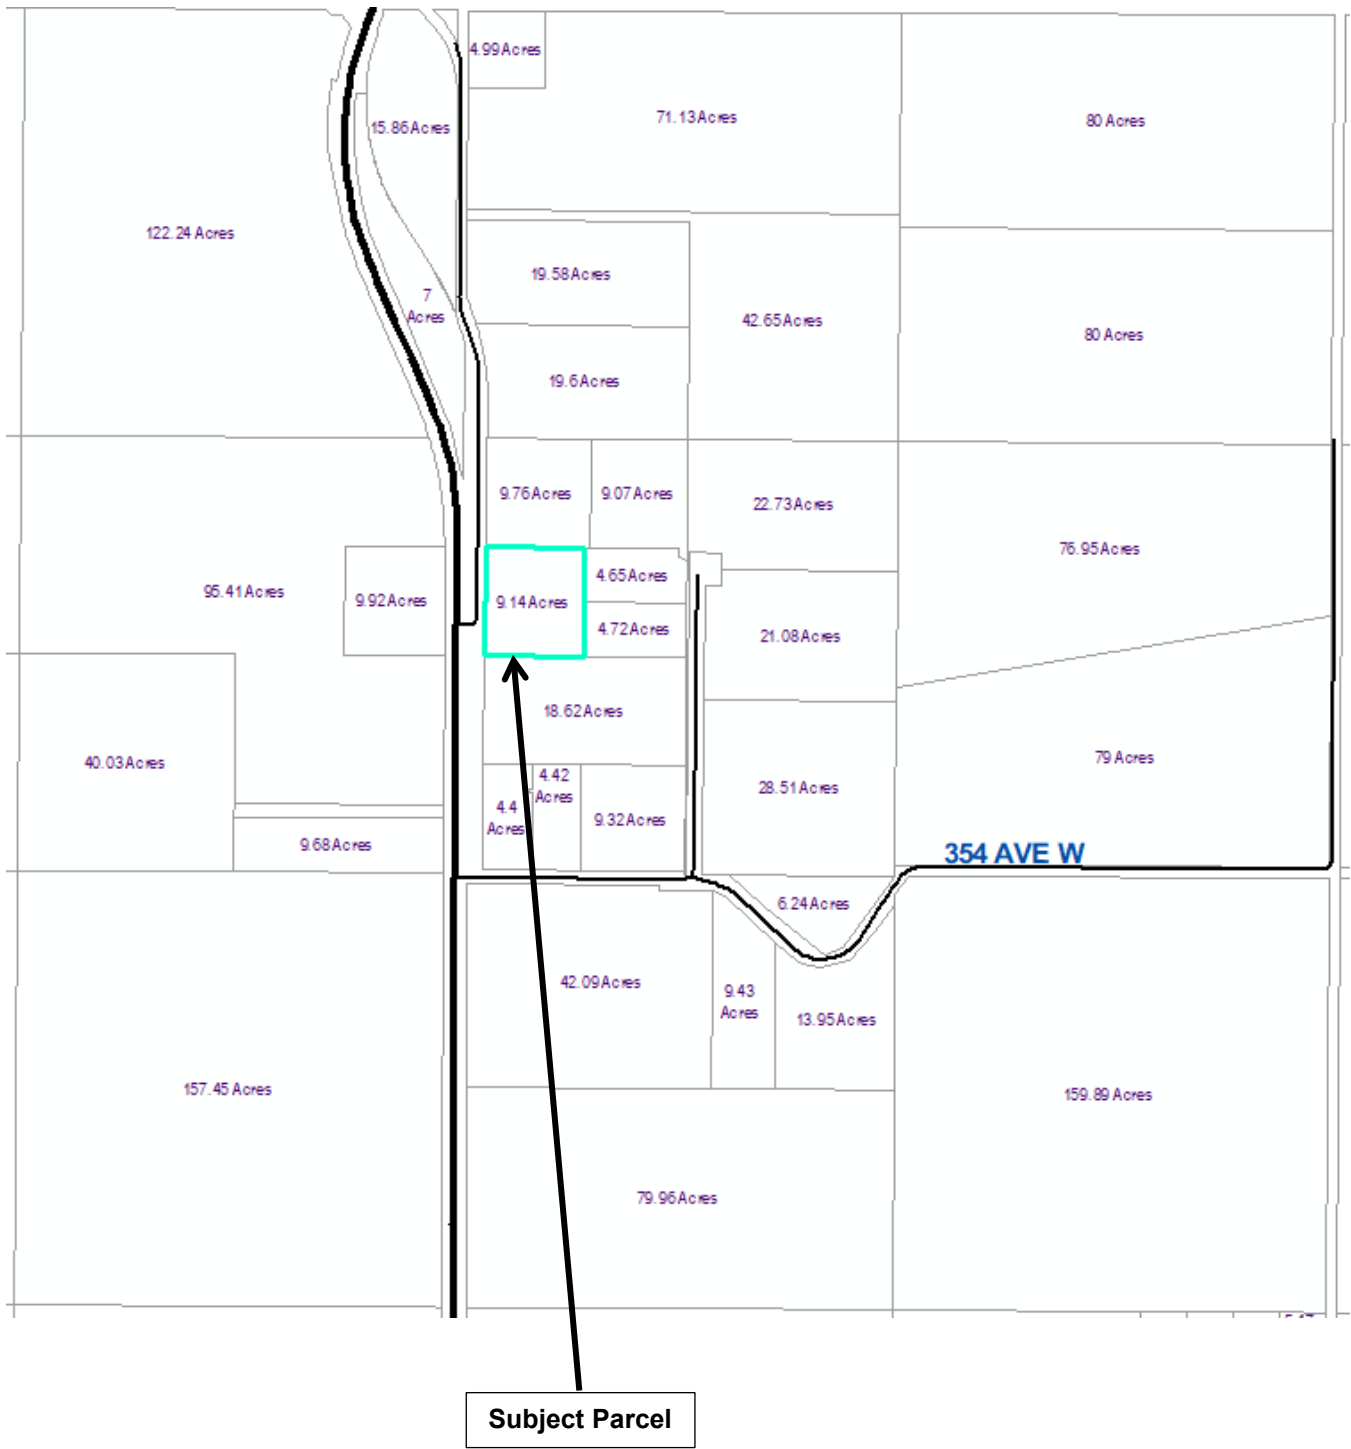 4.99 Acres
71.13 Acres
80 Acres
15.86 Acres
122.24 Acres
19.58 Acres
7
Acres
42.65 Acres
80 Acres
19.6 Acres
9.76 Acres
9.07 Acres
22.73 Acres
76.95 Acres
95.41 Acres
9.92 Acres
9.14 Acres
4.65 Acres
4.72 Acres
21.08 Acres
18.62 Acres
40.03 Acres
79 Acres
4.42
Acres
28.51 Acres
4.4
Acres
9.32 Acres
9.68 Acres
354 AVE W
6.24 Acres
42.09 Acres
9.43
Acres
13.95 Acres
157.45 Acres
159.89 Acres
79.96 Acres
Subject Parcel